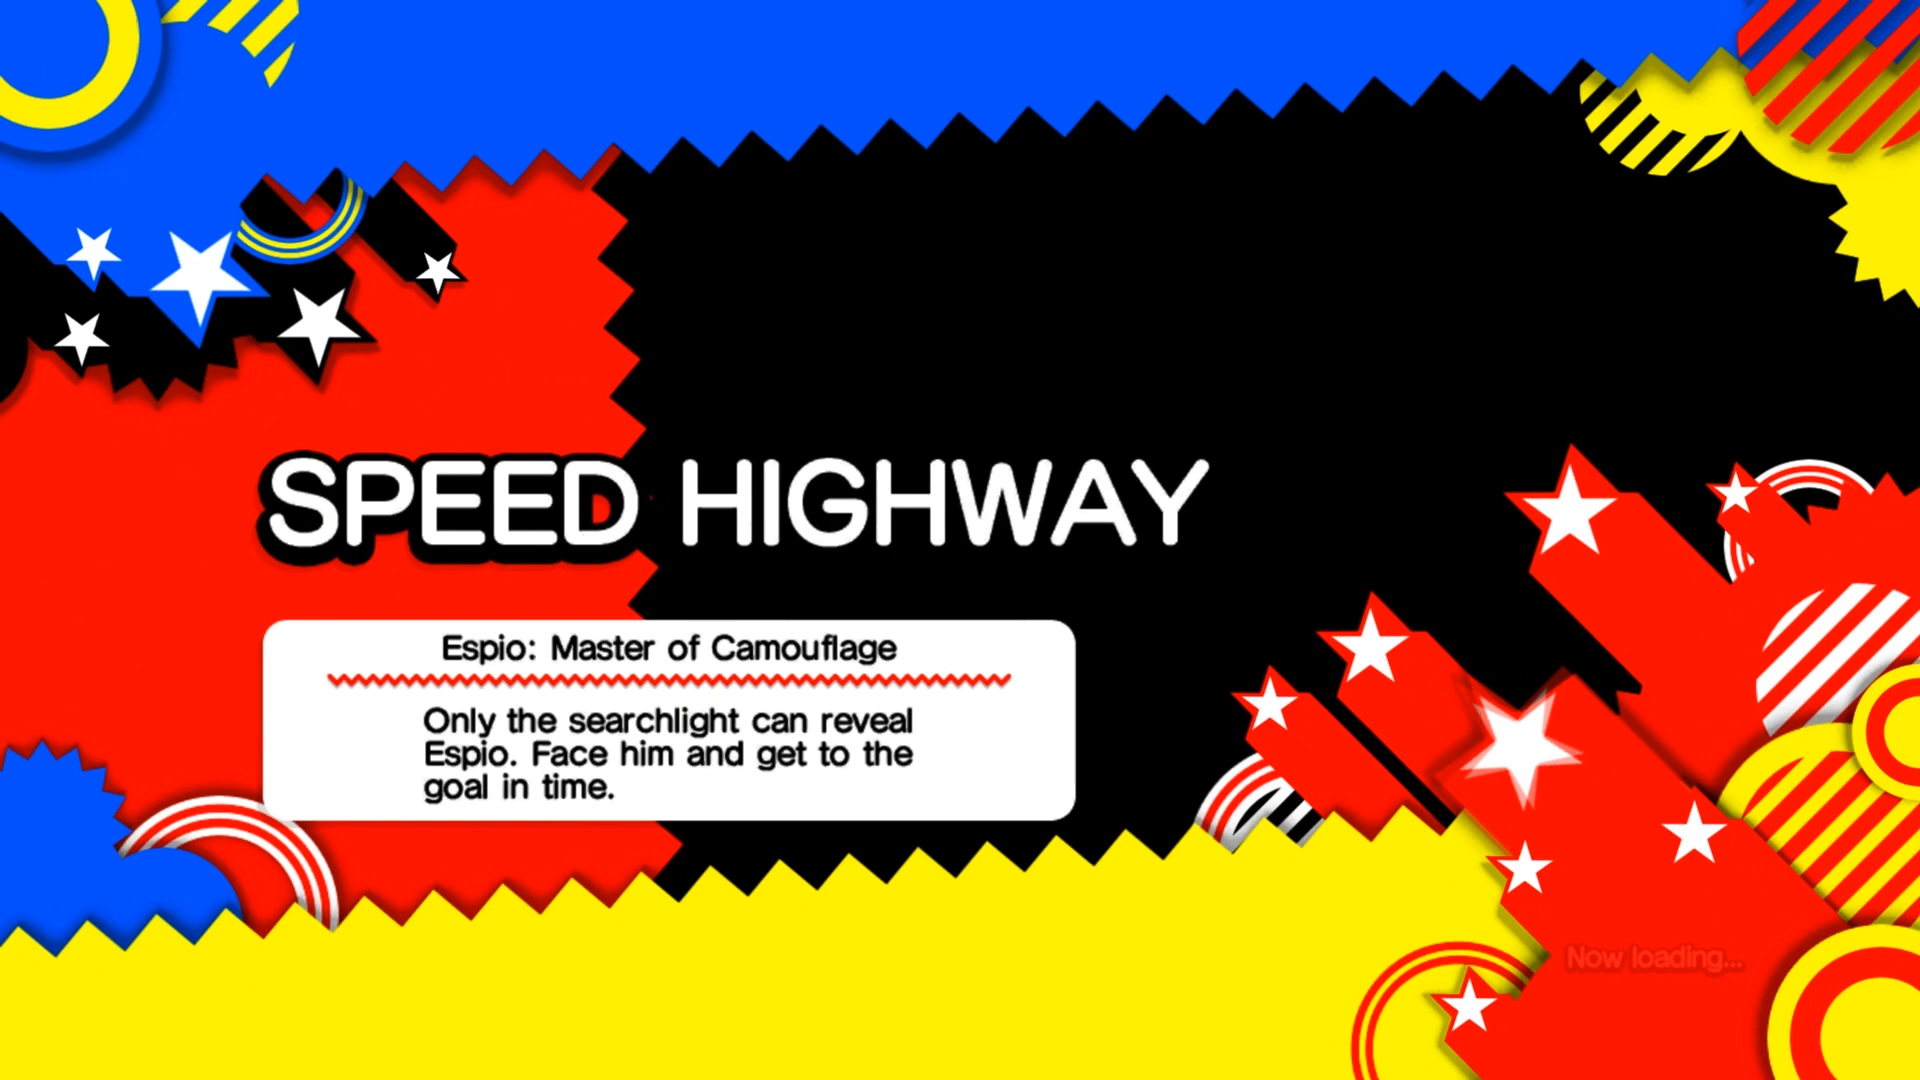 SPEED HIGHWAY
Espio: Master of Camouflage
Only the searchlight can reveal
Espio. Face him and get to the
goal in time.
Now loading...